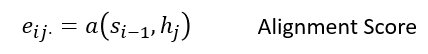 e_{ij·} = a(s_{i−1}, h_j) Alignment Score